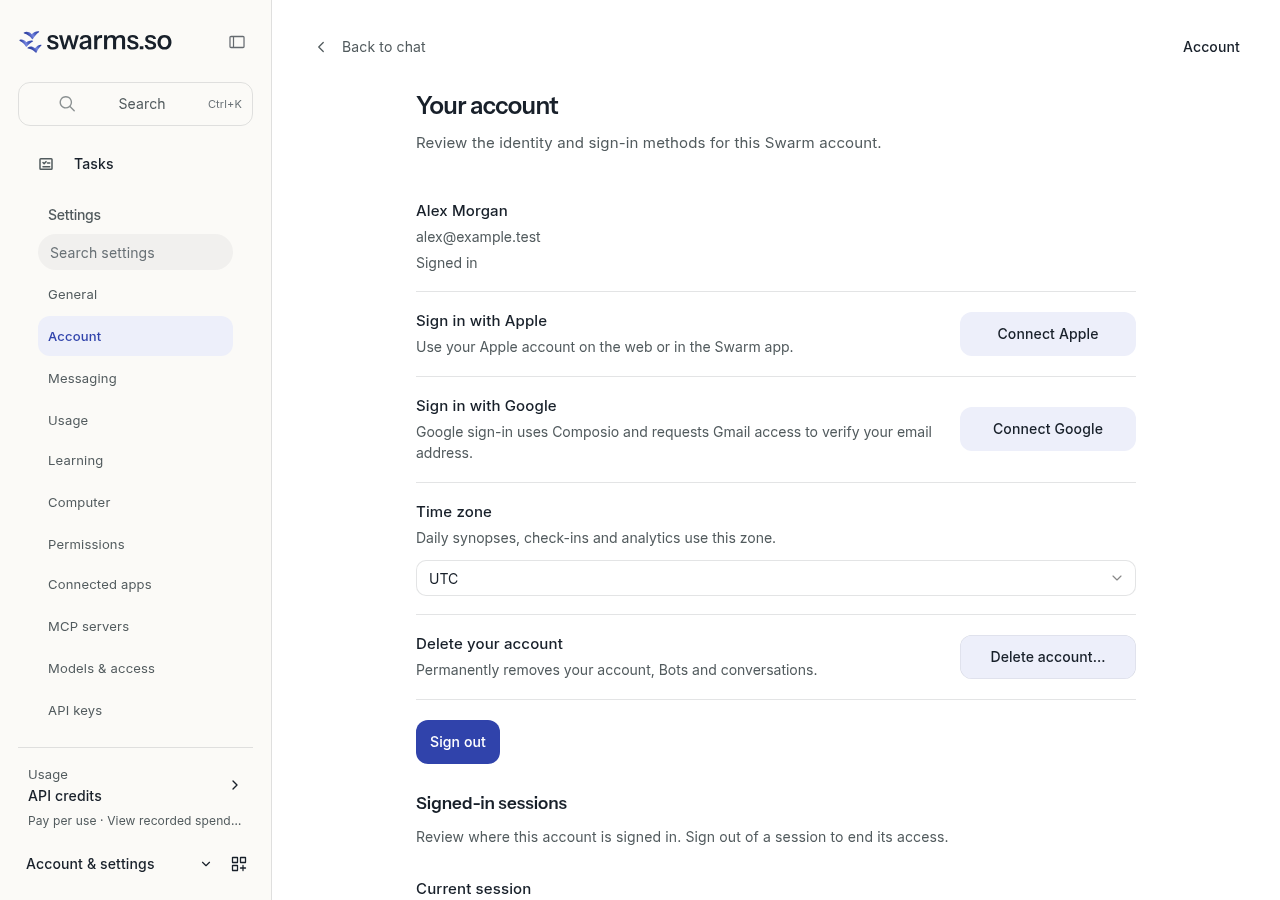 swarms.so
Search
Ctrl+K
Tasks
Settings
Search settings
General
Account
Messaging
Usage
Learning
Computer
Permissions
Connected apps
MCP servers
Models & access
API keys
Usage
API credits
Pay per use · View recorded spend...
Account & settings
Back to chat
Account
Your account
Review the identity and sign-in methods for this Swarm account.
Alex Morgan
alex@example.test
Signed in
Sign in with Apple
Use your Apple account on the web or in the Swarm app.
Connect Apple
Sign in with Google
Google sign-in uses Composio and requests Gmail access to verify your email
address.
Connect Google
Time zone
Daily synopses, check-ins and analytics use this zone.
UTC
Delete your account
Permanently removes your account, Bots and conversations.
Delete account...
Sign out
Signed-in sessions
Review where this account is signed in. Sign out of a session to end its access.
Current session